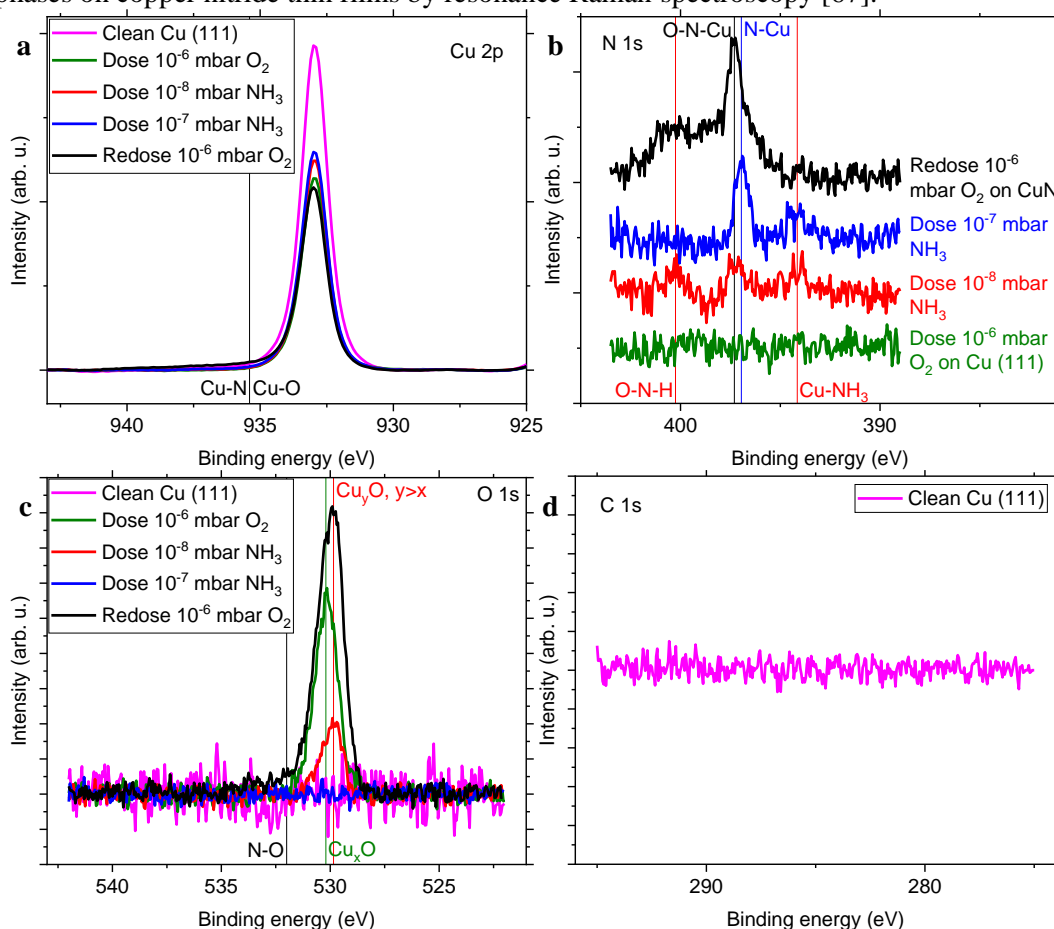 phases on copper nitride thin films by resonance Raman spectroscopy [67].
a
Clean Cu (111)
Dose 10⁻⁶ mbar O₂
Dose 10⁻⁸ mbar NH₃
Dose 10⁻⁷ mbar NH₃
Redose 10⁻⁶ mbar O₂
Cu 2p
Cu-N
Cu-O
Intensity (arb. u.)
940
935
930
925
Binding energy (eV)
b
N 1s
O-N-Cu
N-Cu
Redose 10⁻⁶
mbar O₂ on CuN
Dose 10⁻⁷ mbar
NH₃
Dose 10⁻⁸ mbar
NH₃
Dose 10⁻⁶ mbar
O₂ on Cu (111)
O-N-H
Cu-NH₃
Intensity (arb. u.)
400
390
Binding energy (eV)
c
Clean Cu (111)
Dose 10⁻⁶ mbar O₂
Dose 10⁻⁸ mbar NH₃
Dose 10⁻⁷ mbar NH₃
Redose 10⁻⁶ mbar O₂
CuᵧO, y>x
O 1s
N-O
CuₓO
Intensity (arb. u.)
540
535
530
525
Binding energy (eV)
d
C 1s
Clean Cu (111)
Intensity (arb. u.)
290
280
Binding energy (eV)